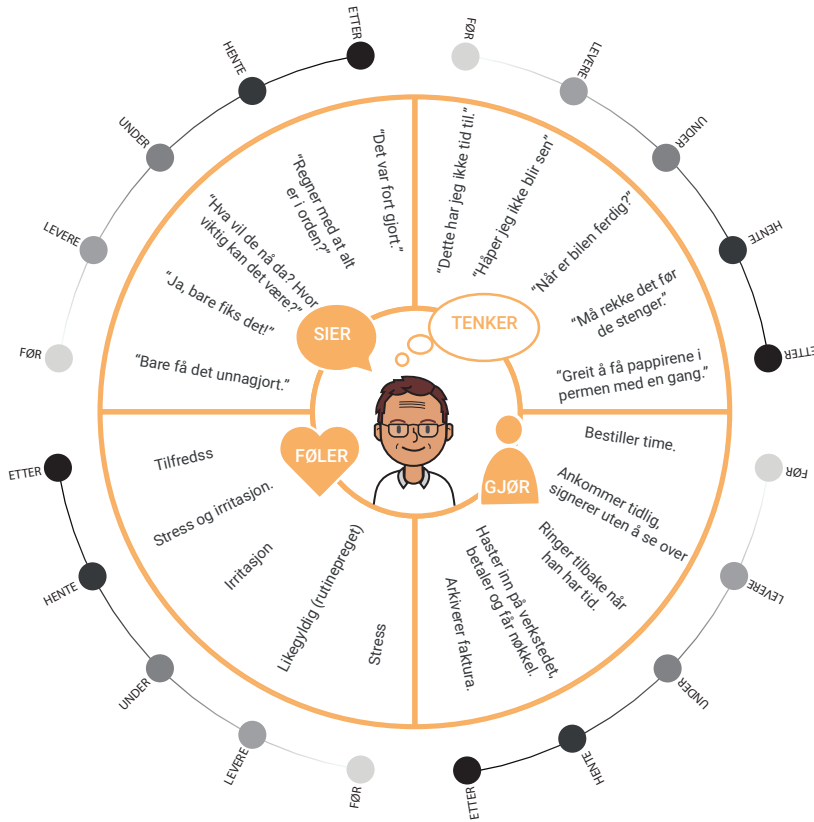 FØR
LEVERE
UNDER
HENTE
ETTER
SIER
“Bare få det unnagjort.”
“Ja, bare fiks det!”
“Hva vil de nå da? Hvor
viktig kan det være?”
“Regner med at alt
er i orden?”
“Det var fort gjort.”
FØR
LEVERE
UNDER
HENTE
ETTER
TENKER
“Dette har jeg ikke tid til.”
“Håper jeg ikke blir sen”
“Når er bilen ferdig?”
“Må rekke det før
de stenger.”
“Greit å få pappirene i
permen med en gang.”
FØR
LEVERE
UNDER
HENTE
ETTER
GJØR
Bestiller time.
Ankommer tidlig,
signerer uten å se over
Ringer tilbake når
han har tid.
Haster inn på verkstedet,
betaler og får nøkkel.
Arkiverer faktura.
FØR
LEVERE
UNDER
HENTE
ETTER
FØLER
Stress
Likegyldig (rutinepreget)
Irritasjon
Stress og irritasjon.
Tilfredss